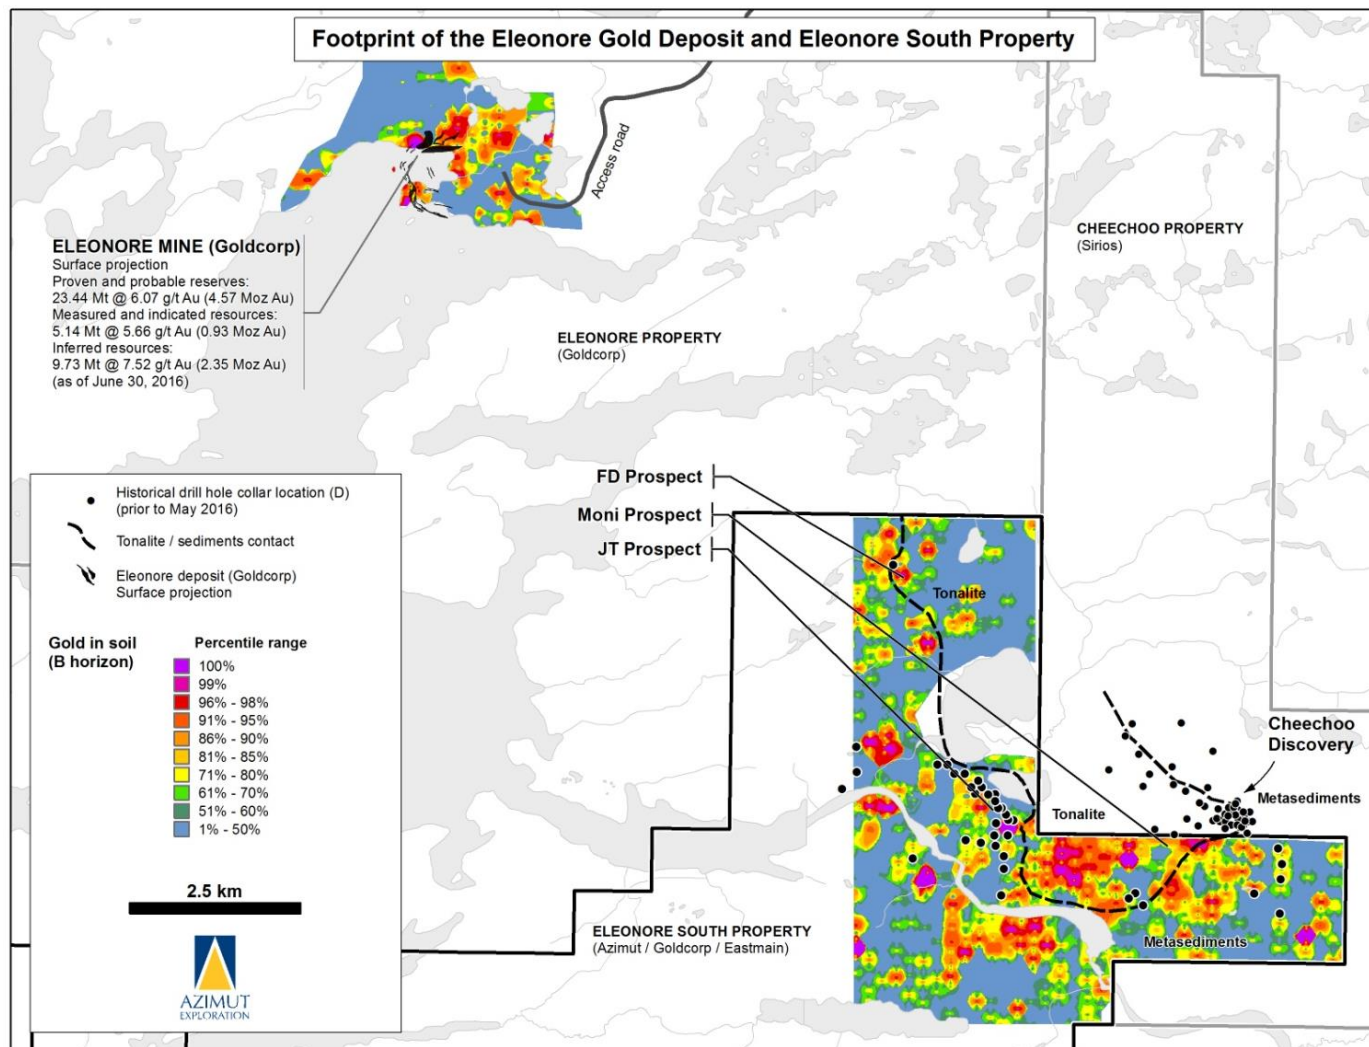 Footprint of the Eleonore Gold Deposit and Eleonore South Property
Access road
ELEONORE MINE (Goldcorp)
Surface projection
Proven and probable reserves:
23.44 Mt @ 6.07 g/t Au (4.57 Moz Au)
Measured and indicated resources:
5.14 Mt @ 5.66 g/t Au (0.93 Moz Au)
Inferred resources:
9.73 Mt @ 7.52 g/t Au (2.35 Moz Au)
(as of June 30, 2016)
CHEECHOO PROPERTY
(Sirios)
ELEONORE PROPERTY
(Goldcorp)
FD Prospect
Moni Prospect
JT Prospect
Tonalite
Cheechoo
Discovery
Metasediments
Tonalite
Metasediments
ELEONORE SOUTH PROPERTY
(Azimut / Goldcorp / Eastmain)
Historical drill hole collar location (D)
(prior to May 2016)
Tonalite / sediments contact
Eleonore deposit (Goldcorp)
Surface projection
Gold in soil
(B horizon)
Percentile range
100%
99%
96% - 98%
91% - 95%
86% - 90%
81% - 85%
71% - 80%
61% - 70%
51% - 60%
1% - 50%
2.5 km
AZIMUT
EXPLORATION